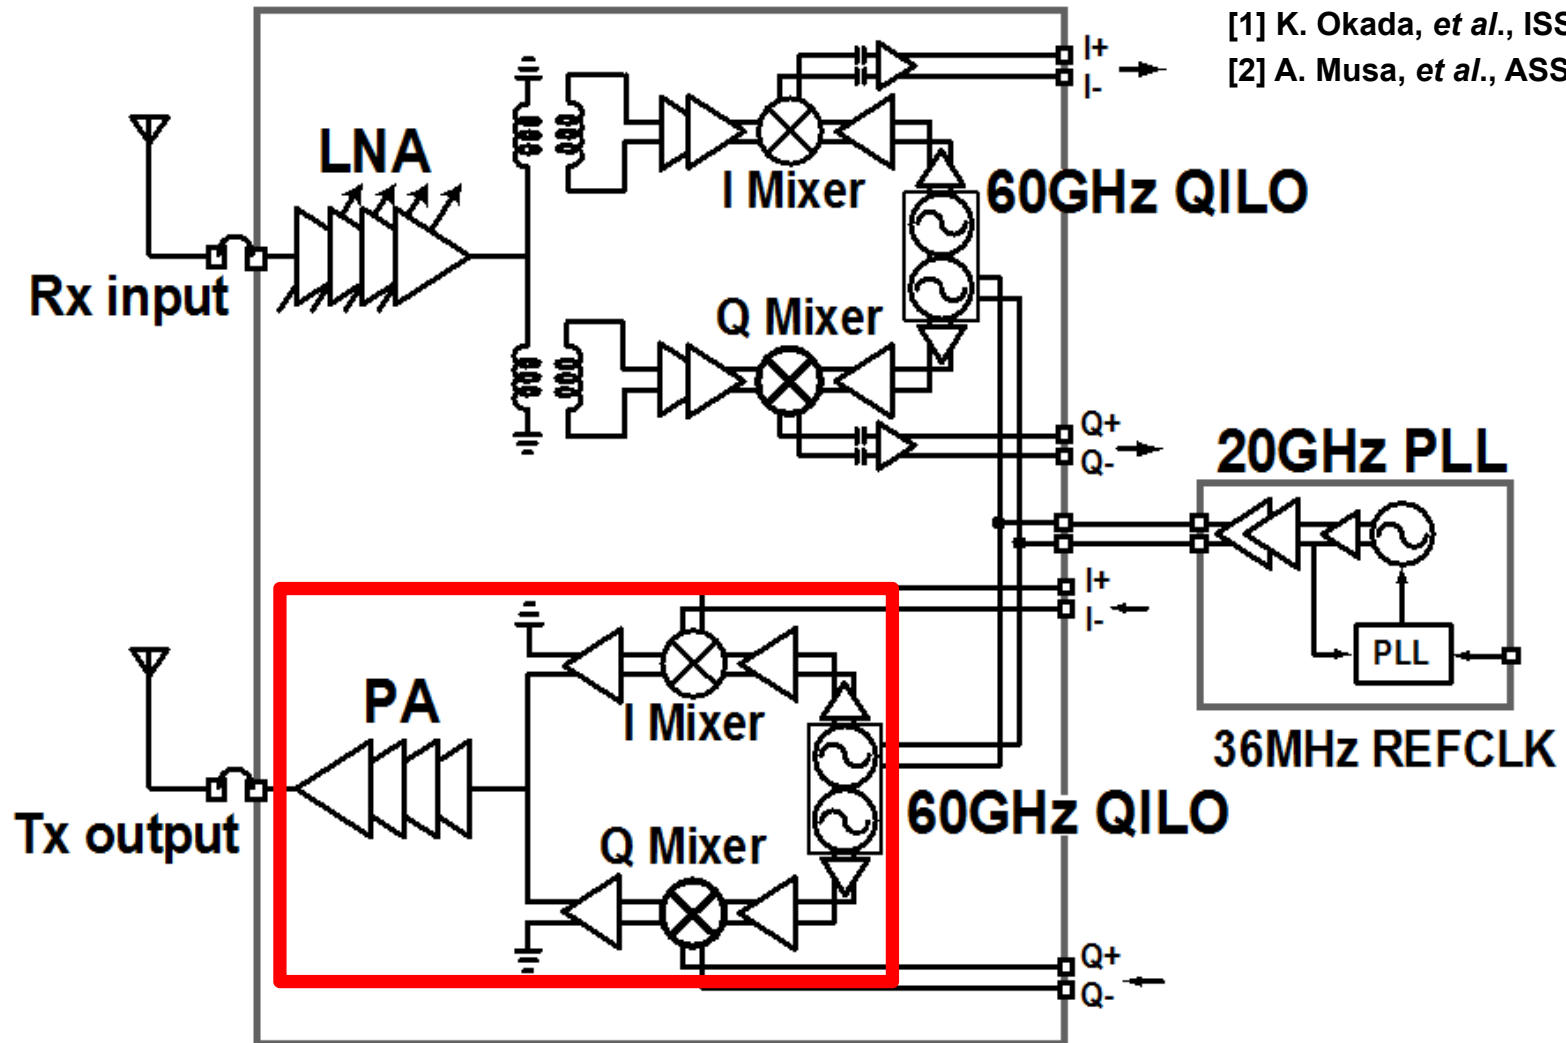 [1] K. Okada, et al., ISS
[2] A. Musa, et al., ASS
I+
I-
LNA
I Mixer
60GHz QILO
Rx input
Q Mixer
Q+
Q-
20GHz PLL
I+
I-
PLL
PA
I Mixer
36MHz REFCLK
Tx output
60GHz QILO
Q Mixer
Q+
Q-